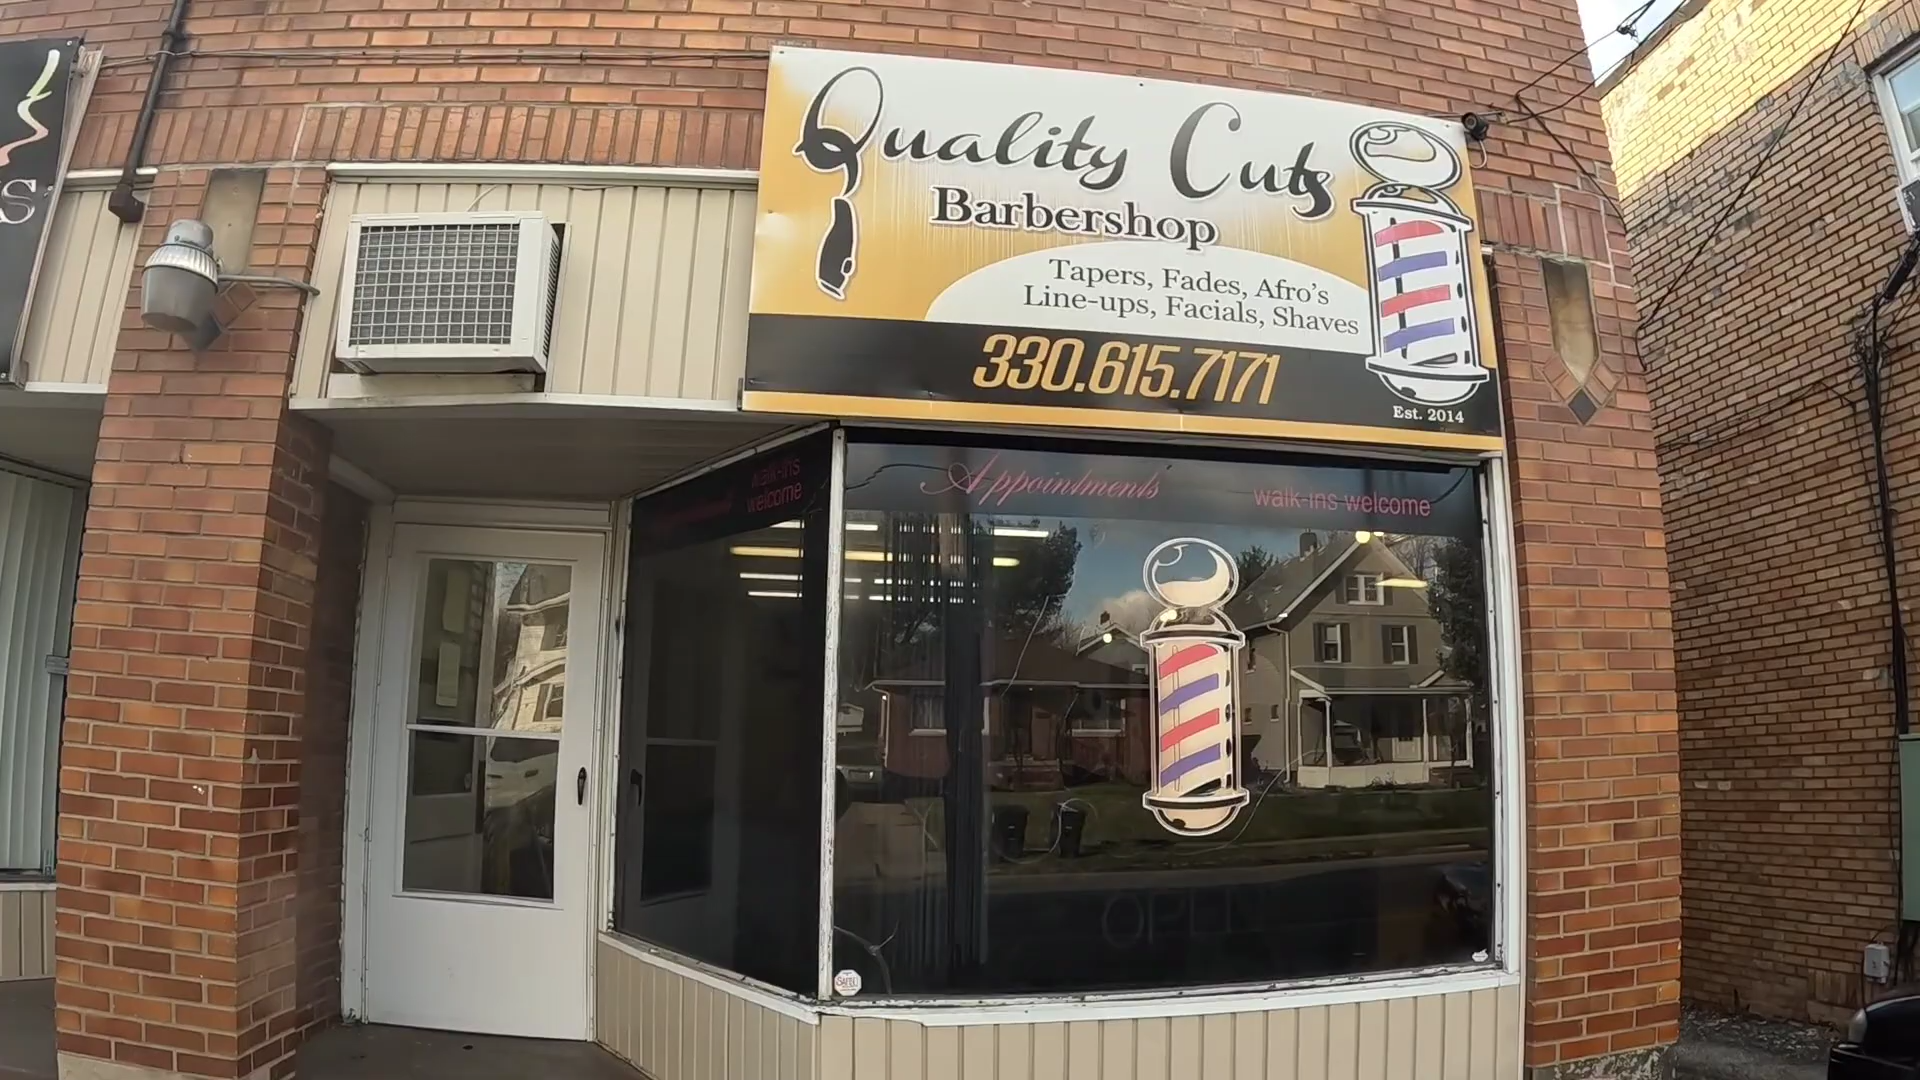 Quality Cuts
Barbershop
Tapers, Fades, Afro's
Line-ups, Facials, Shaves
330.615.7171
Est. 2014
walk-ins
welcome
Appointments
walk-ins welcome
OPEN